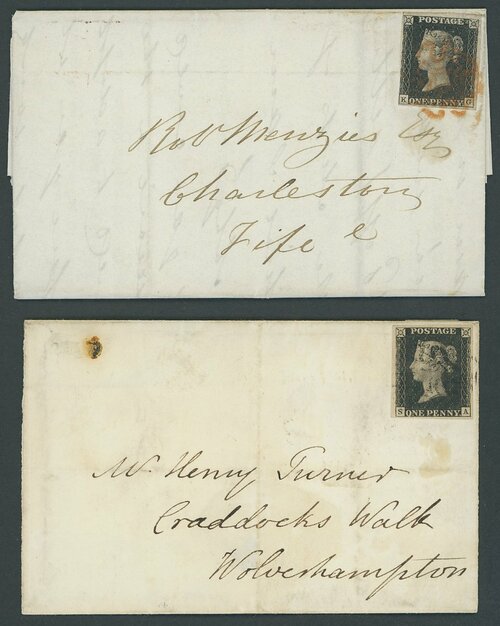 POSTAGE
K G
ONE PENNY
Robt Menzies Esq
Charleston
Fife
POSTAGE
S A
ONE PENNY
Mr Henry Turner
Craddocks Walk
Wolverhampton